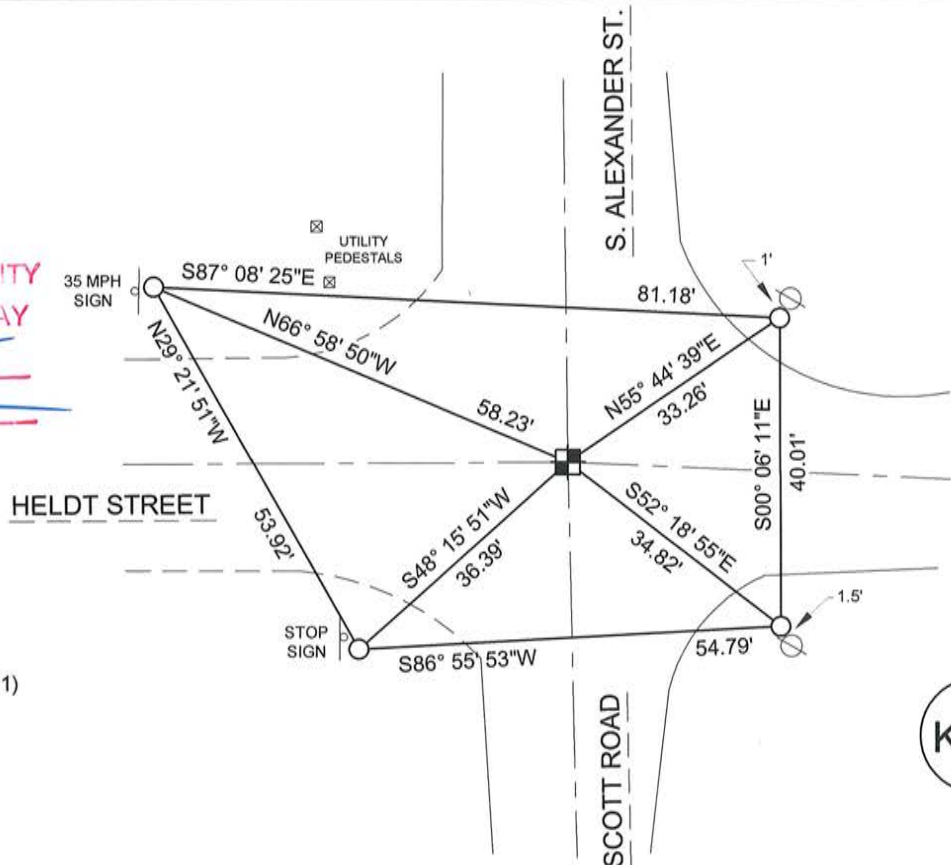 S. ALEXANDER ST.
UTILITY
PEDESTALS
35 MPH
SIGN
S87° 08' 25"E
81.18'
1'
N66° 58' 50"W
58.23'
N55° 44' 39"E
33.26'
N29° 21' 51"W
53.92'
S00° 06' 11"E
40.01'
HELDT STREET
S48° 15' 51"W
36.39'
S52° 18' 55"E
34.82'
1.5'
STOP
SIGN
S86° 55' 53"W
54.79'
1)
SCOTT ROAD
K